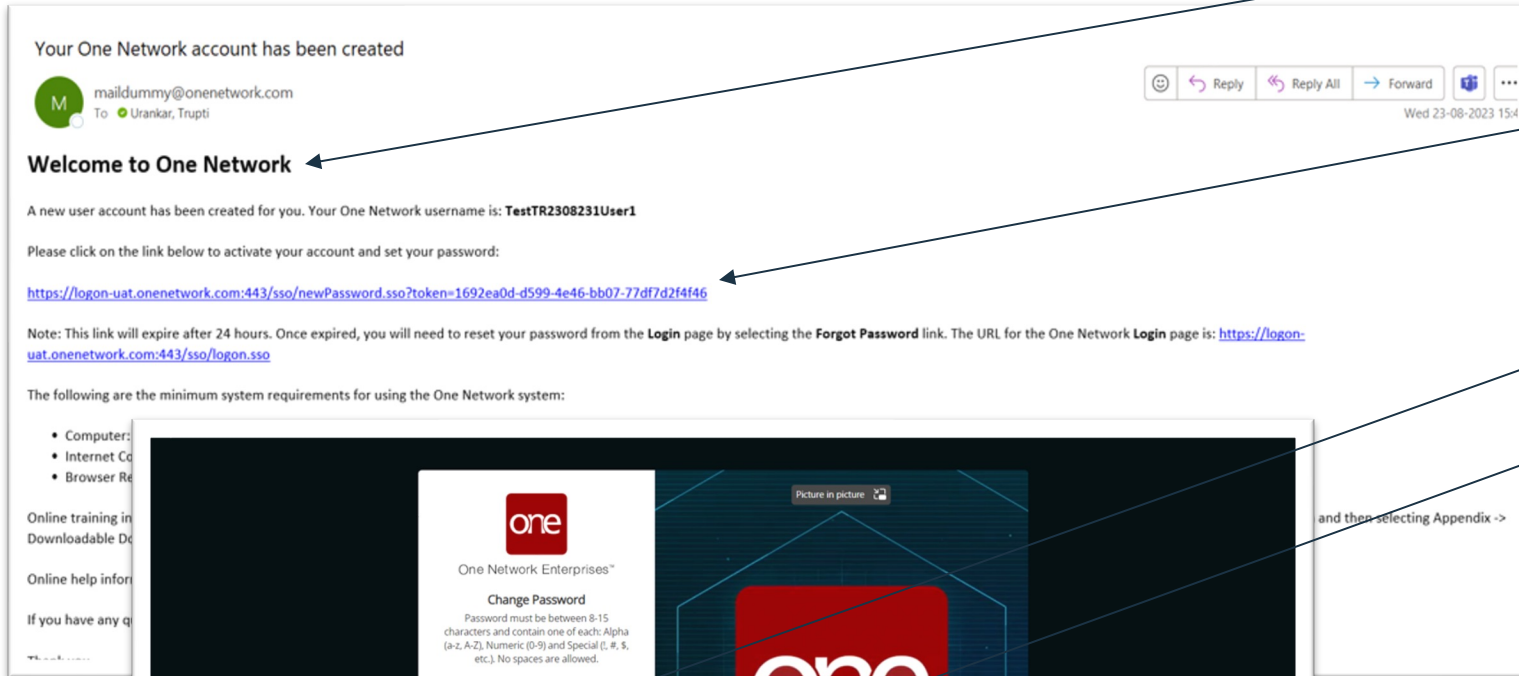 Your One Network account has been created
M
maildummy@onenetwork.com
To Urankar, Trupti
Reply
Reply All
Forward
Wed 23-08-2023 15:4
Welcome to One Network
A new user account has been created for you. Your One Network username is: TestTR2308231User1
Please click on the link below to activate your account and set your password:
https://logon-uat.onenetwork.com:443/sso/newPassword.sso?token=1692ea0d-d599-4e46-bb07-77df7d2f4f46
Note: This link will expire after 24 hours. Once expired, you will need to reset your password from the Login page by selecting the Forgot Password link. The URL for the One Network Login page is: https://logon-
uat.onenetwork.com:443/sso/logon.sso
The following are the minimum system requirements for using the One Network system:
• Computer:
• Internet Co
• Browser Re
Online training in
and then selecting Appendix ->
Downloadable Do
Online help infor
If you have any q
one
One Network Enterprises™
Change Password
Password must be between 8-15
characters and contain one of each: Alpha
(a-z, A-Z), Numeric (0-9) and Special (!, #, $,
etc.). No spaces are allowed.
Picture in picture
one